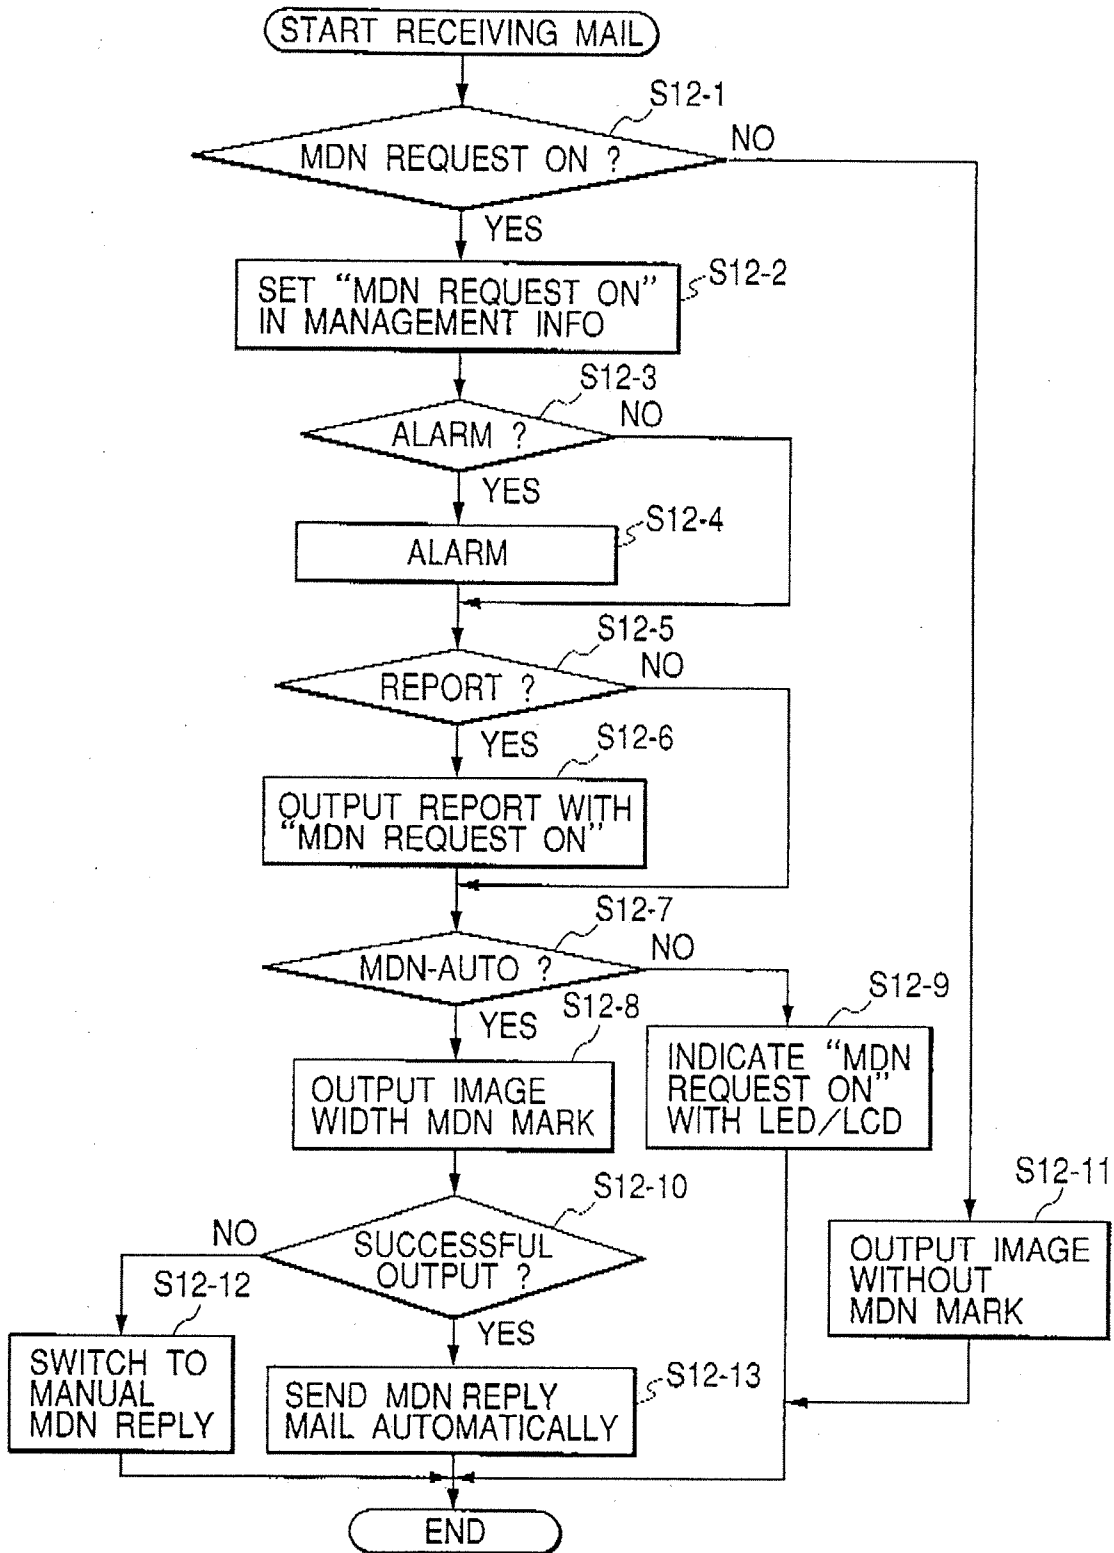 START RECEIVING MAIL
S12-1
MDN REQUEST ON ?
NO
YES
S12-2
SET “MDN REQUEST ON”
IN MANAGEMENT INFO
S12-3
ALARM ?
NO
YES
S12-4
ALARM
S12-5
REPORT ?
NO
YES
S12-6
OUTPUT REPORT WITH
“MDN REQUEST ON”
S12-7
MDN-AUTO ?
NO
YES
S12-8
OUTPUT IMAGE
WIDTH MDN MARK
S12-9
INDICATE “MDN
REQUEST ON”
WITH LED/LCD
S12-10
SUCCESSFUL
OUTPUT ?
NO
YES
S12-11
OUTPUT IMAGE
WITHOUT
MDN MARK
S12-12
SWITCH TO
MANUAL
MDN REPLY
S12-13
SEND MDN REPLY
MAIL AUTOMATICALLY
END